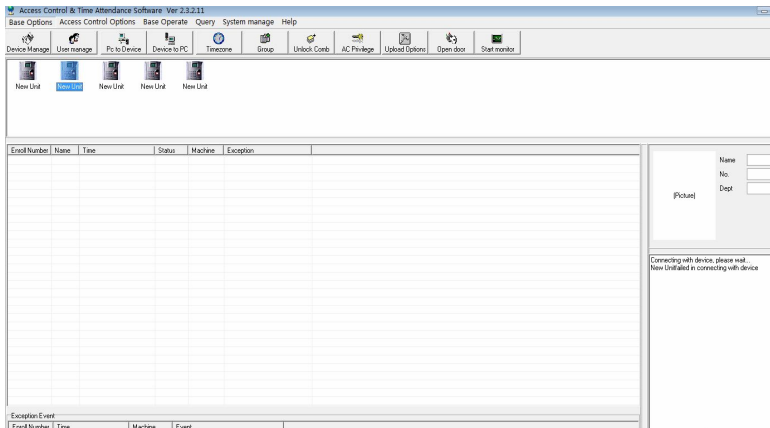 Access Control & Time Attendance Software Ver 2.3.2.11
Base Options Access Control Options Base Operate Query System manage Help
Device Manage User manage Pc to Device Device to PC Timezone Group Unlock Comb AC Privilege Upload Options Open door Start monitor
New Unit New Unit New Unit New Unit New Unit
Enroll Number Name Time Status Machine Exception
Name
No.
Dept
(Picture)
Connecting with device, please wait...
New Unitfailed in connecting with device
Exception Event
Enroll Number Time Machine Event